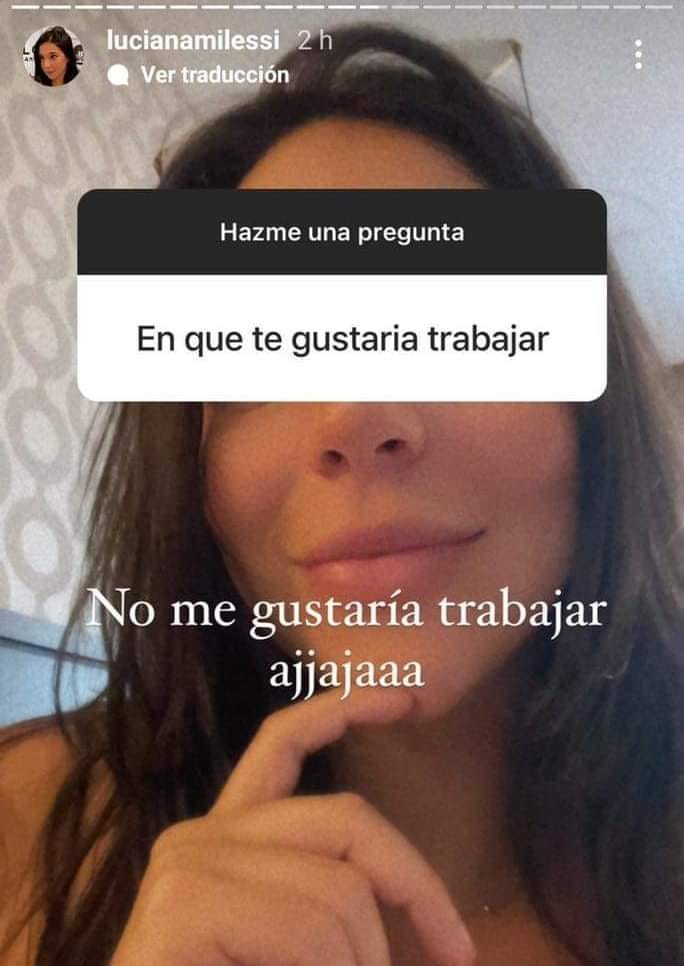 lucianamilessi 2 h
Ver traducción
Hazme una pregunta
En que te gustaria trabajar
No me gustaría trabajar
ajjajaaa